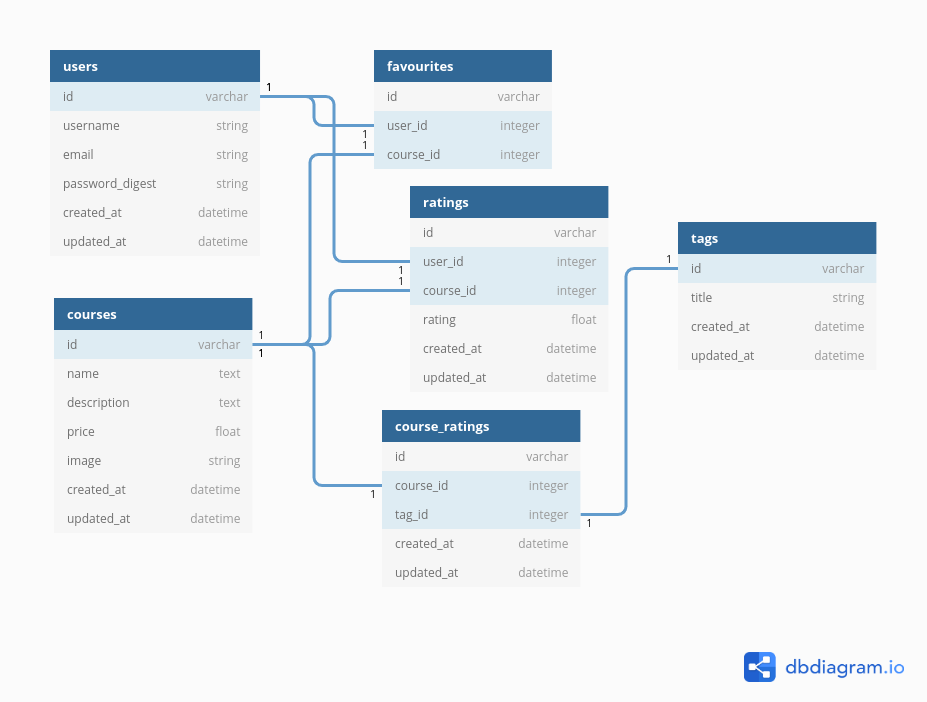 users
id varchar
username string
email string
password_digest string
created_at datetime
updated_at datetime
1
favourites
id varchar
user_id integer
course_id integer
1
1
ratings
id varchar
user_id integer
course_id integer
rating float
created_at datetime
updated_at datetime
1
1
tags
id varchar
title string
created_at datetime
updated_at datetime
1
courses
id varchar
name text
description text
price float
image string
created_at datetime
updated_at datetime
1
1
course_ratings
id varchar
course_id integer
tag_id integer
created_at datetime
updated_at datetime
1
1
dbdiagram.io